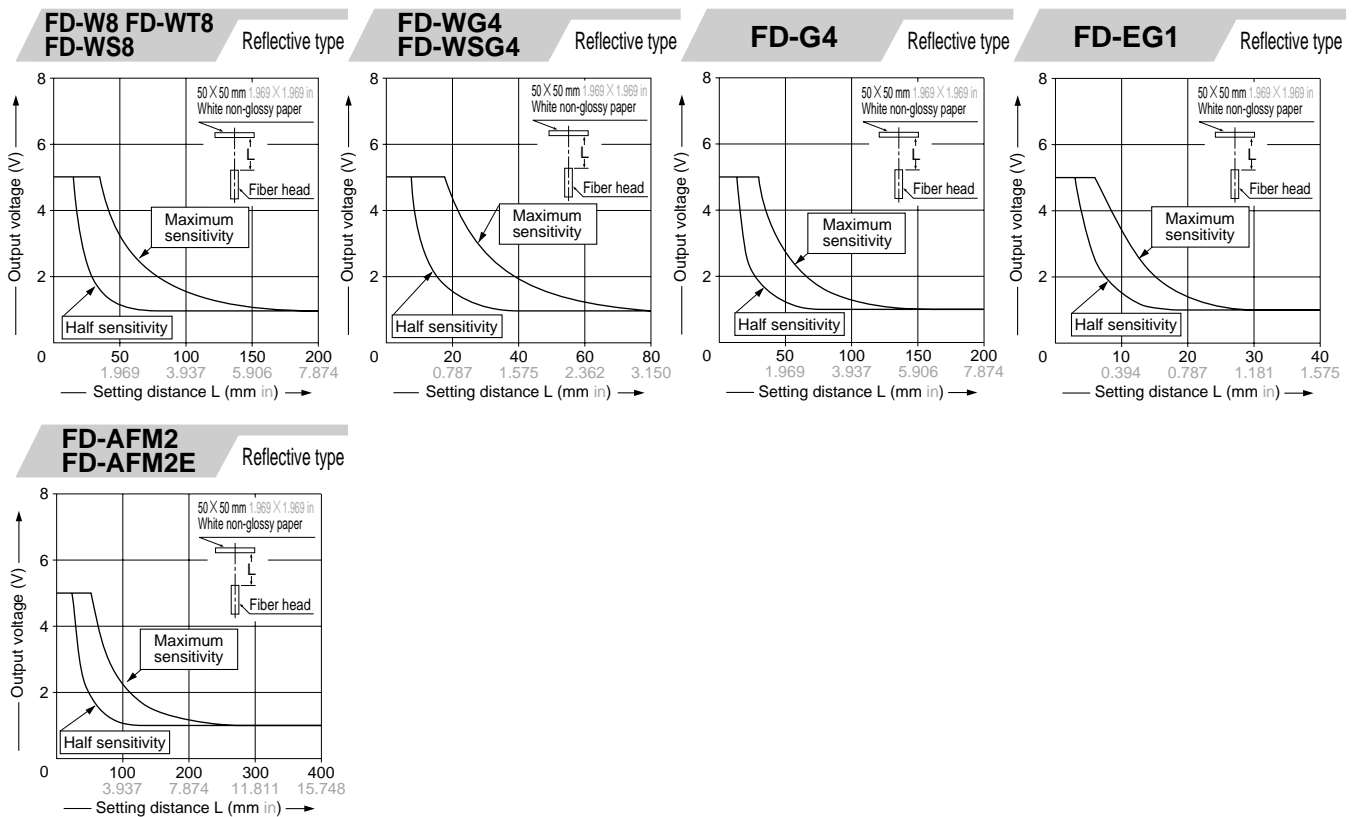 FD-W8 FD-WT8
FD-WS8
Reflective type
8
6
4
2
0
Output voltage (V)
50 X 50 mm 1.969 X 1.969 in
White non-glossy paper
L
Fiber head
Maximum
sensitivity
Half sensitivity
50 100 150 200
1.969 3.937 5.906 7.874
Setting distance L (mm in)
FD-WG4
FD-WSG4
Reflective type
8
6
4
2
0
Output voltage (V)
50 X 50 mm 1.969 X 1.969 in
White non-glossy paper
L
Fiber head
Maximum
sensitivity
Half sensitivity
20 40 60 80
0.787 1.575 2.362 3.150
Setting distance L (mm in)
FD-G4
Reflective type
8
6
4
2
0
Output voltage (V)
50 X 50 mm 1.969 X 1.969 in
White non-glossy paper
L
Fiber head
Maximum
sensitivity
Half sensitivity
50 100 150 200
1.969 3.937 5.906 7.874
Setting distance L (mm in)
FD-EG1
Reflective type
8
6
4
2
0
Output voltage (V)
50 X 50 mm 1.969 X 1.969 in
White non-glossy paper
L
Fiber head
Maximum
sensitivity
Half sensitivity
10 20 30 40
0.394 0.787 1.181 1.575
Setting distance L (mm in)
FD-AFM2
FD-AFM2E
Reflective type
8
6
4
2
0
Output voltage (V)
50 X 50 mm 1.969 X 1.969 in
White non-glossy paper
L
Fiber head
Maximum
sensitivity
Half sensitivity
100 200 300 400
3.937 7.874 11.811 15.748
Setting distance L (mm in)